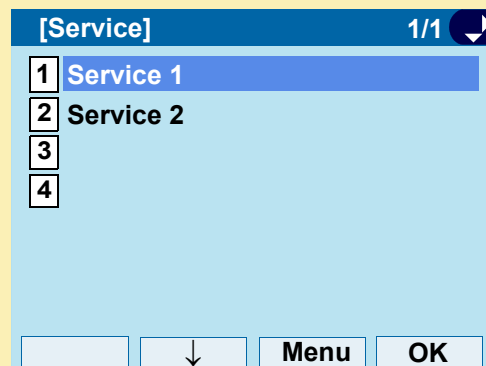 [Service] 1/1
1 Service 1
2 Service 2
3
4
↓ Menu OK